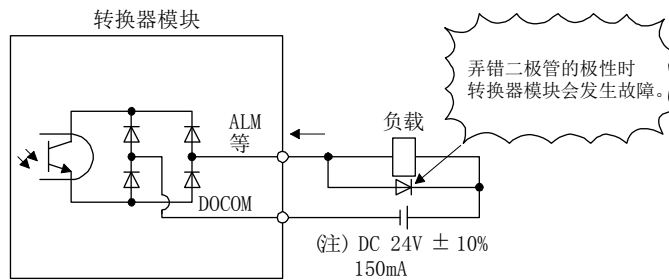 转换器模块
弄错二极管的极性时
转换器模块会发生故障。
ALM
等
负载
DOCOM
(注) DC 24V ± 10%
150mA